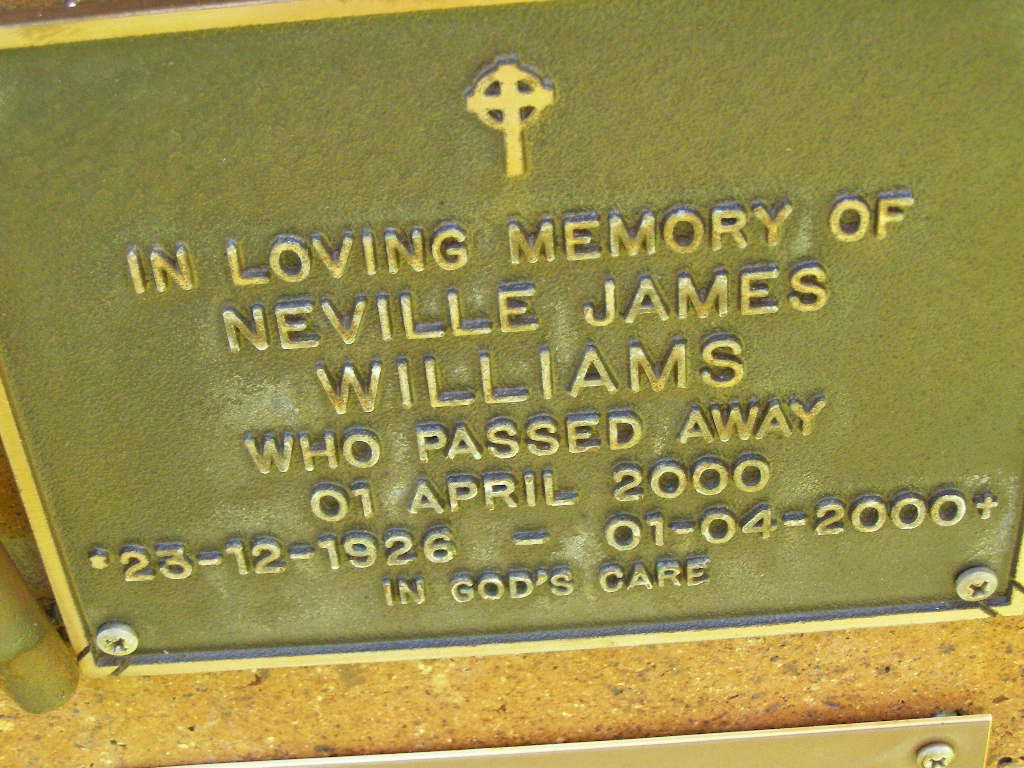 IN LOVING MEMORY OF
NEVILLE JAMES
WILLIAMS
WHO PASSED AWAY
01 APRIL 2000
*23-12-1926 - 01-04-2000+
IN GOD'S CARE